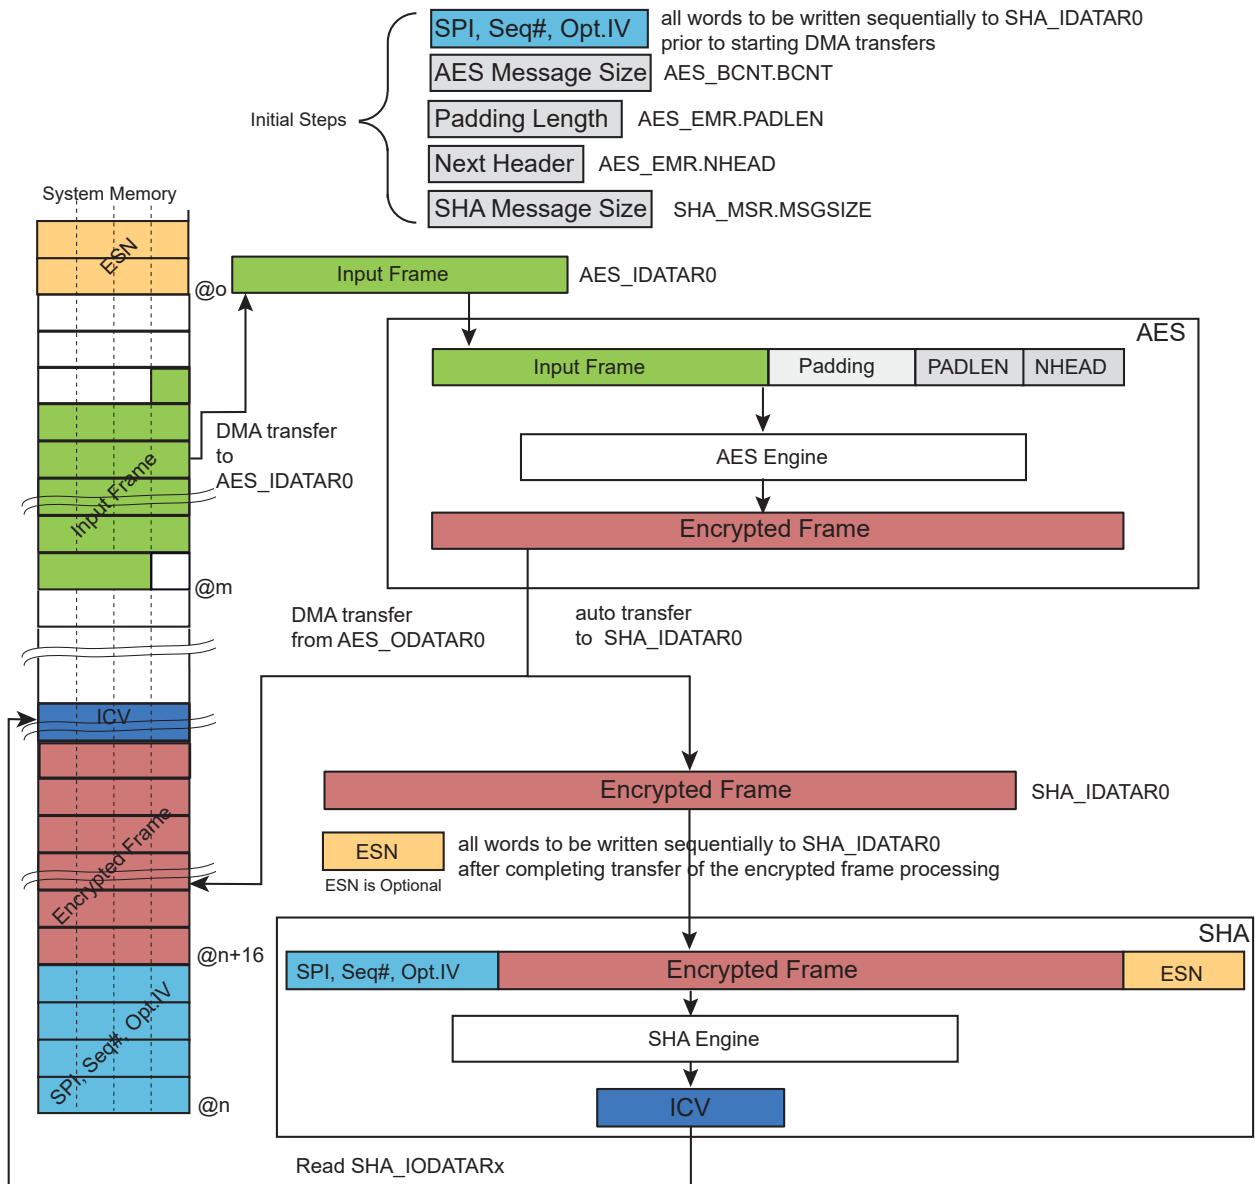 SPI, Seq#, Opt.IV
all words to be written sequentially to SHA_IDATAR0
prior to starting DMA transfers
AES Message Size
AES_BCNT.BCNT
Initial Steps
Padding Length
AES_EMR.PADLEN
Next Header
AES_EMR.NHEAD
SHA Message Size
SHA_MSR.MSGSIZE
System Memory
ESN
@o
Input Frame
AES_IDATAR0
AES
Input Frame
Padding
PADLEN
NHEAD
DMA transfer
to
AES_IDATAR0
AES Engine
Input Frame
Encrypted Frame
@m
DMA transfer
from AES_ODATAR0
auto transfer
to SHA_IDATAR0
ICV
Encrypted Frame
SHA_IDATAR0
Encrypted Frame
ESN
all words to be written sequentially to SHA_IDATAR0
after completing transfer of the encrypted frame processing
ESN is Optional
SHA
@n+16
SPI, Seq#, Opt.IV
Encrypted Frame
ESN
SPI, Seq#, Opt.IV
SHA Engine
@n
ICV
Read SHA_IODATARx